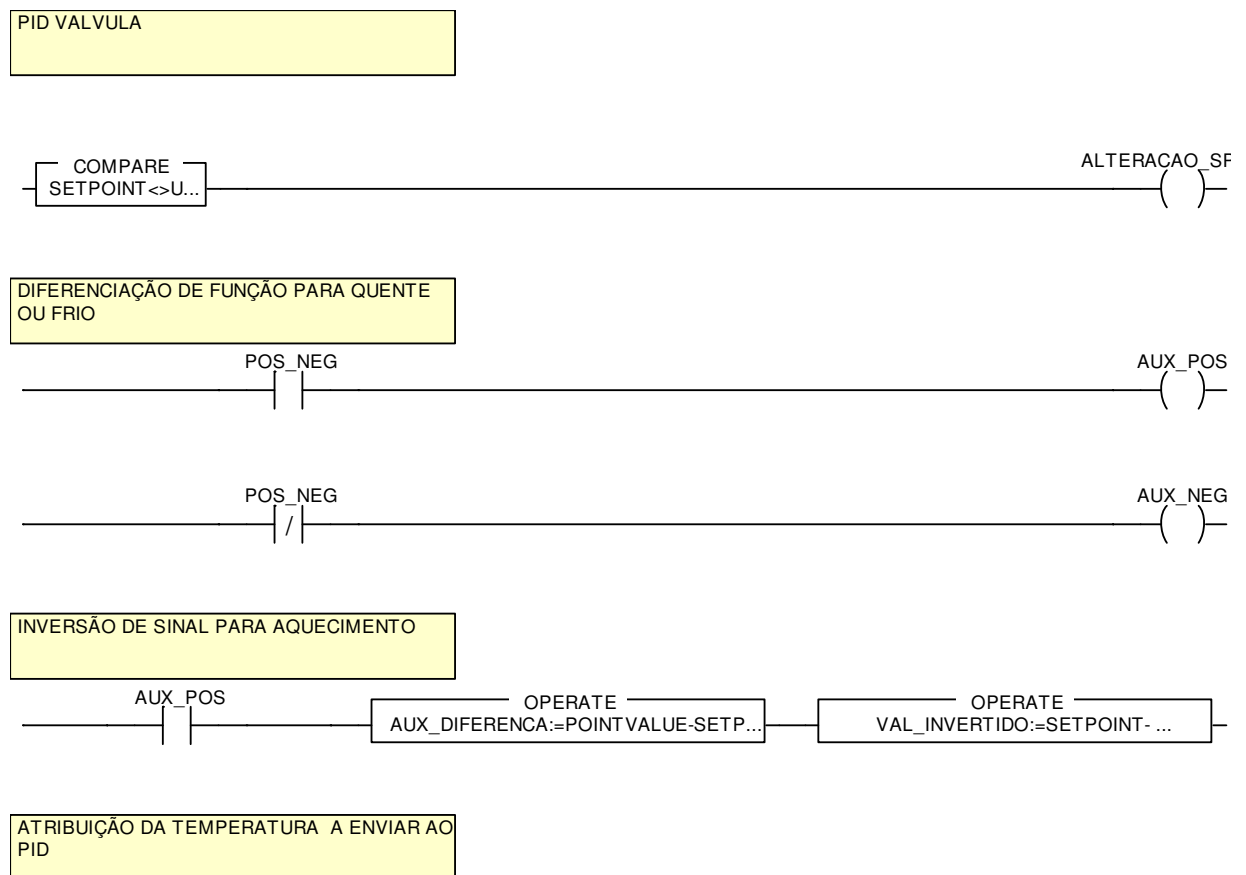 PID VALVULA
COMPARE
SETPOINT<>U...
ALTERACAO_SP
DIFERENCIAÇÃO DE FUNÇÃO PARA QUENTE
OU FRIO
POS_NEG
AUX_POS
POS_NEG
/
AUX_NEG
INVERSÃO DE SINAL PARA AQUECIMENTO
AUX_POS
OPERATE
AUX_DIFERENCA:=POINTVALUE-SETP...
OPERATE
VAL_INVERTIDO:=SETPOINT- ...
ATRIBUIÇÃO DA TEMPERATURA A ENVIAR AO
PID